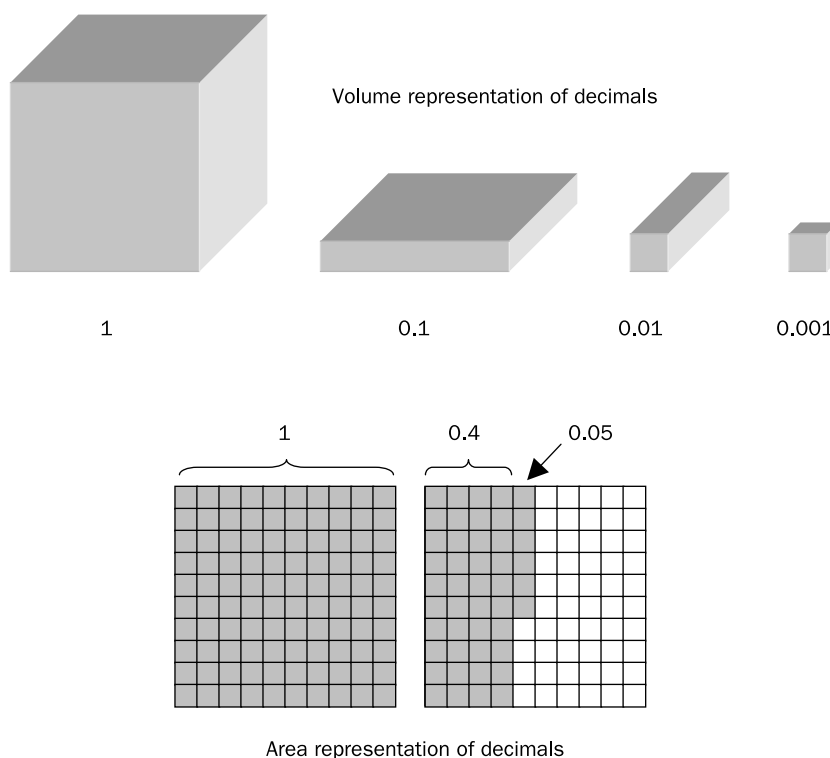 Volume representation of decimals
1 0.1 0.01 0.001
1 0.4 0.05
Area representation of decimals